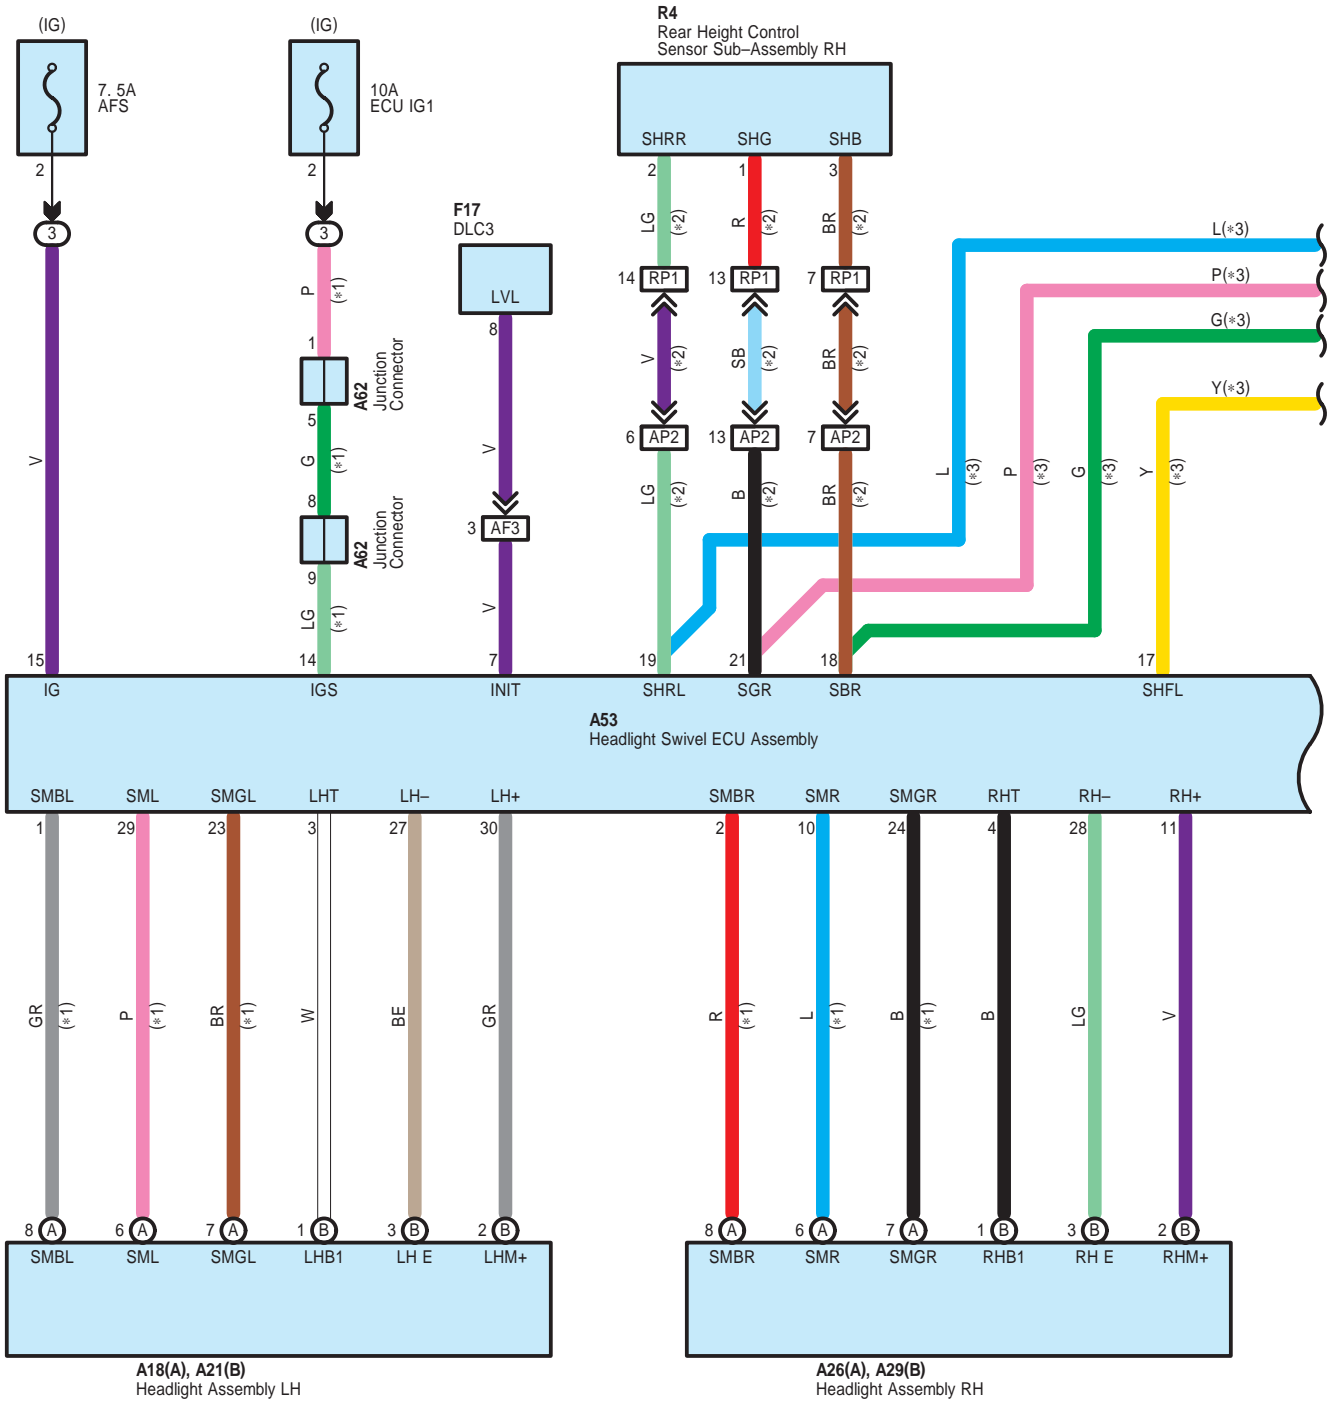 (IG)
(IG)
R4
Rear Height Control
Sensor Sub–Assembly RH
7. 5A
AFS
10A
ECU IG1
SHRR
SHG
SHB
2
2
2
1
3
3
3
F17
DLC3
LVL
8
LG
(*2)
R
(*2)
BR
(*2)
L(*3)
P(*3)
G(*3)
Y(*3)
14
RP1
13
RP1
7
RP1
P
(*1)
1
A62
Junction
Connector
5
V
(*2)
SB
(*2)
BR
(*2)
6
AP2
13
AP2
7
AP2
V
G
(*1)
V
8
A62
Junction
Connector
9
3
AF3
LG
(*2)
B
(*2)
BR
(*2)
L
(*3)
P
(*3)
G
(*3)
Y
(*3)
LG
(*1)
V
15
14
7
19
21
18
17
IG
IGS
INIT
SHRL
SGR
SBR
SHFL
A53
Headlight Swivel ECU Assembly
SMBL
SML
SMGL
LHT
LH–
LH+
SMBR
SMR
SMGR
RHT
RH–
RH+
1
29
23
3
27
30
2
10
24
4
28
11
GR
(*1)
P
(*1)
BR
(*1)
W
BE
GR
R
(*1)
L
(*1)
B
(*1)
B
LG
V
8
A
6
A
7
A
1
B
3
B
2
B
8
A
6
A
7
A
1
B
3
B
2
B
SMBL
SML
SMGL
LHB1
LH E
LHM+
SMBR
SMR
SMGR
RHB1
RH E
RHM+
A18(A), A21(B)
Headlight Assembly LH
A26(A), A29(B)
Headlight Assembly RH